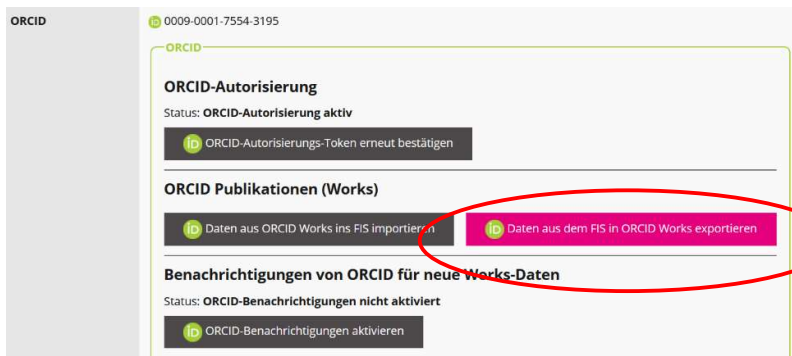 ORCID
0009-0001-7554-3195
ORCID
ORCID-Autorisierung
Status: ORCID-Autorisierung aktiv
ORCID-Autorisierungs-Token erneut bestätigen
ORCID Publikationen (Works)
Daten aus ORCID Works ins FIS importieren
Daten aus dem FIS in ORCID Works exportieren
Benachrichtigungen von ORCID für neue Works-Daten
Status: ORCID-Benachrichtigungen nicht aktiviert
ORCID-Benachrichtigungen aktivieren